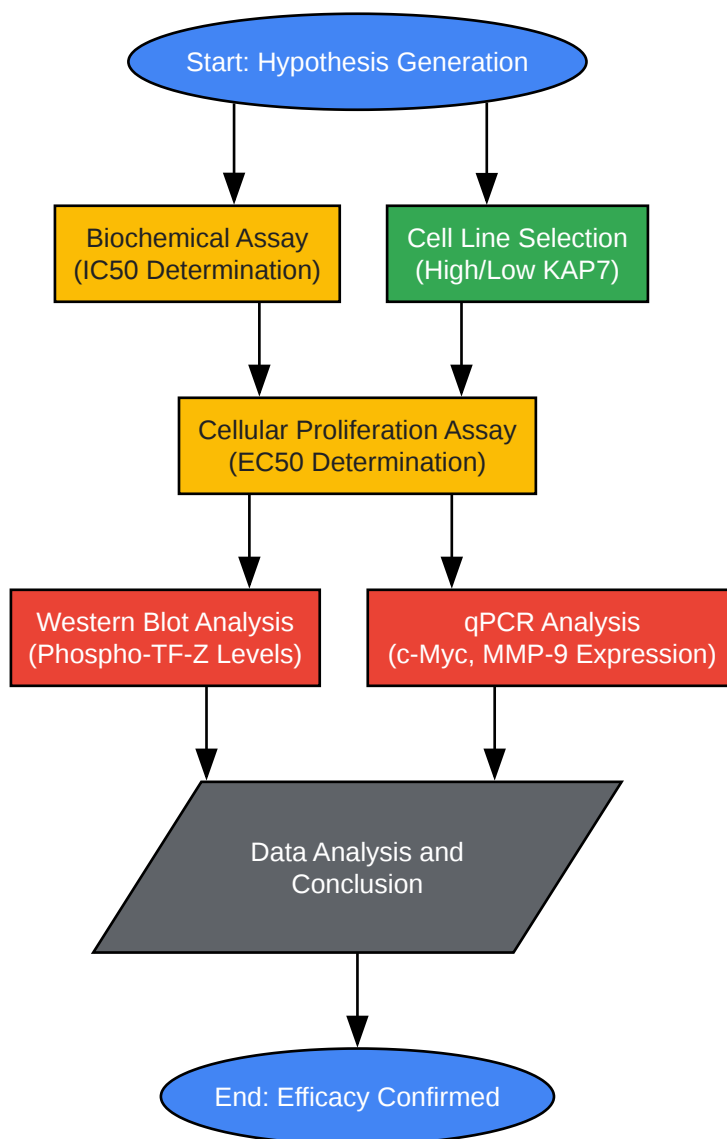 Start: Hypothesis Generation
Biochemical Assay
(IC50 Determination)
Cell Line Selection
(High/Low KAP7)
Cellular Proliferation Assay
(EC50 Determination)
Western Blot Analysis
(Phospho-TF-Z Levels)
qPCR Analysis
(c-Myc, MMP-9 Expression)
Data Analysis and
Conclusion
End: Efficacy Confirmed